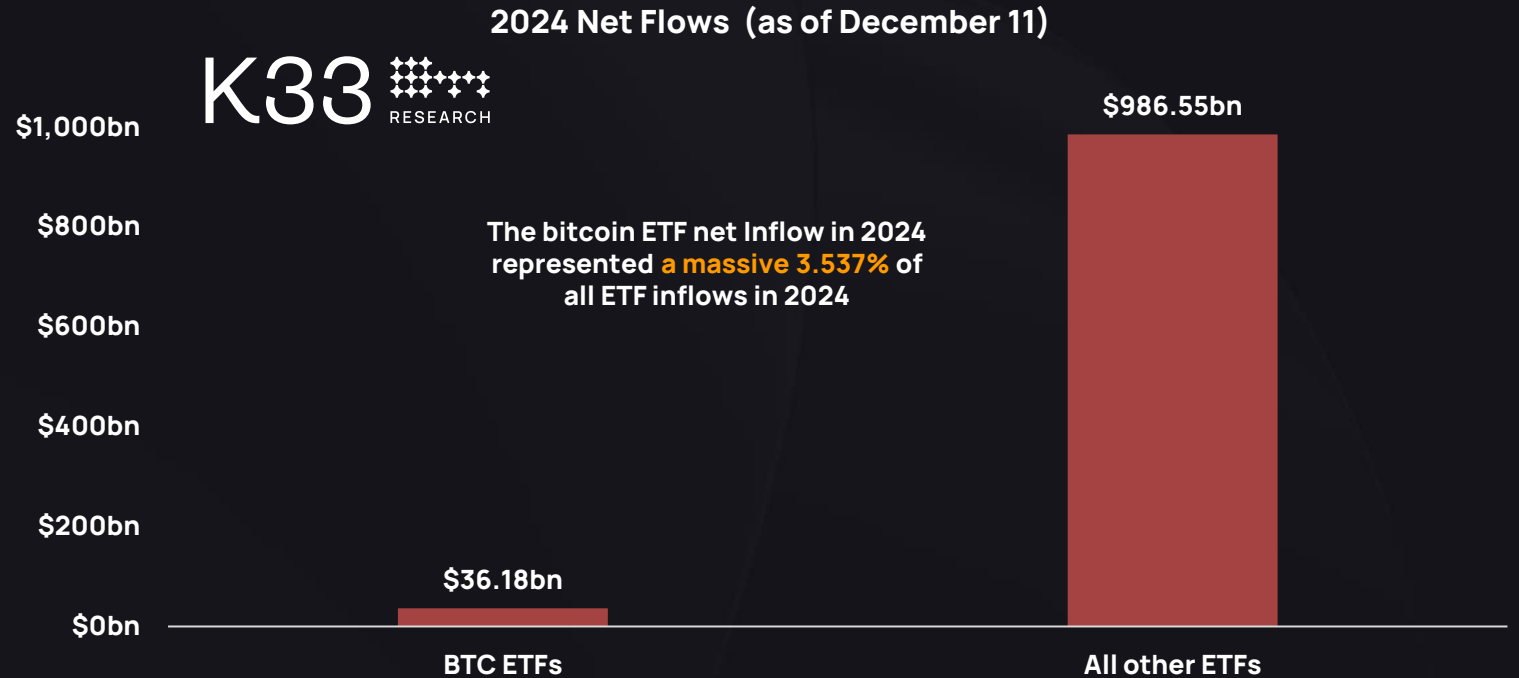 2024 Net Flows (as of December 11)
K33
RESEARCH
$1,000bn
$800bn
$600bn
$400bn
$200bn
$0bn
The bitcoin ETF net Inflow in 2024
represented a massive 3.537% of
all ETF inflows in 2024
$36.18bn
$986.55bn
BTC ETFs
All other ETFs